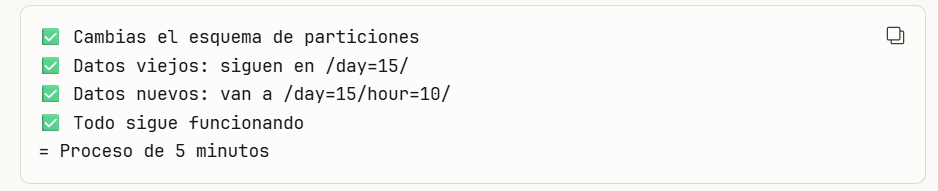 ✅ Cambias el esquema de particiones
✅ Datos viejos: siguen en /day=15/
✅ Datos nuevos: van a /day=15/hour=10/
✅ Todo sigue funcionando
= Proceso de 5 minutos